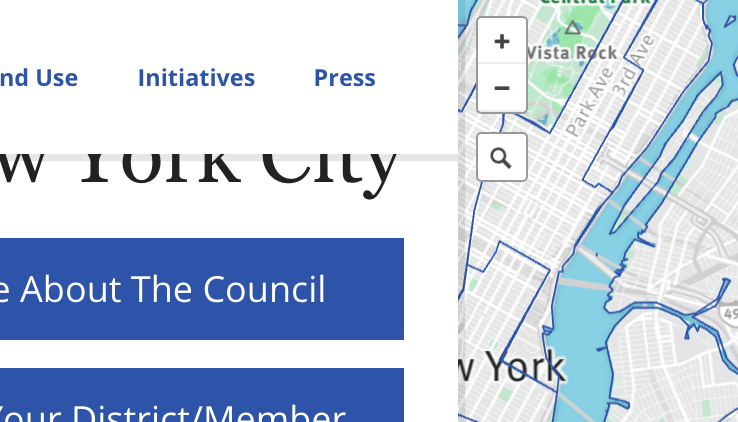 nd Use Initiatives Press
w York City
e About The Council
Your District/Member
Central Park
Vista Rock
Park Ave
3rd Ave
49
w York